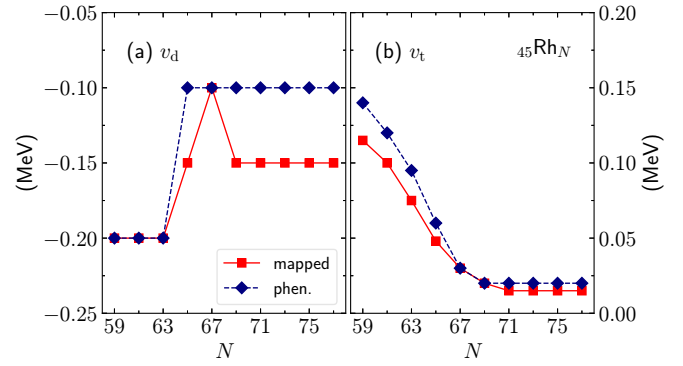 (a) v_d
(b) v_t
₄₅Rh_N
(MeV)
−0.05
−0.10
−0.15
−0.20
−0.25
mapped
phen.
59
63
67
71
75
N
59
63
67
71
75
N
0.20
0.15
0.10
0.05
0.00
(MeV)